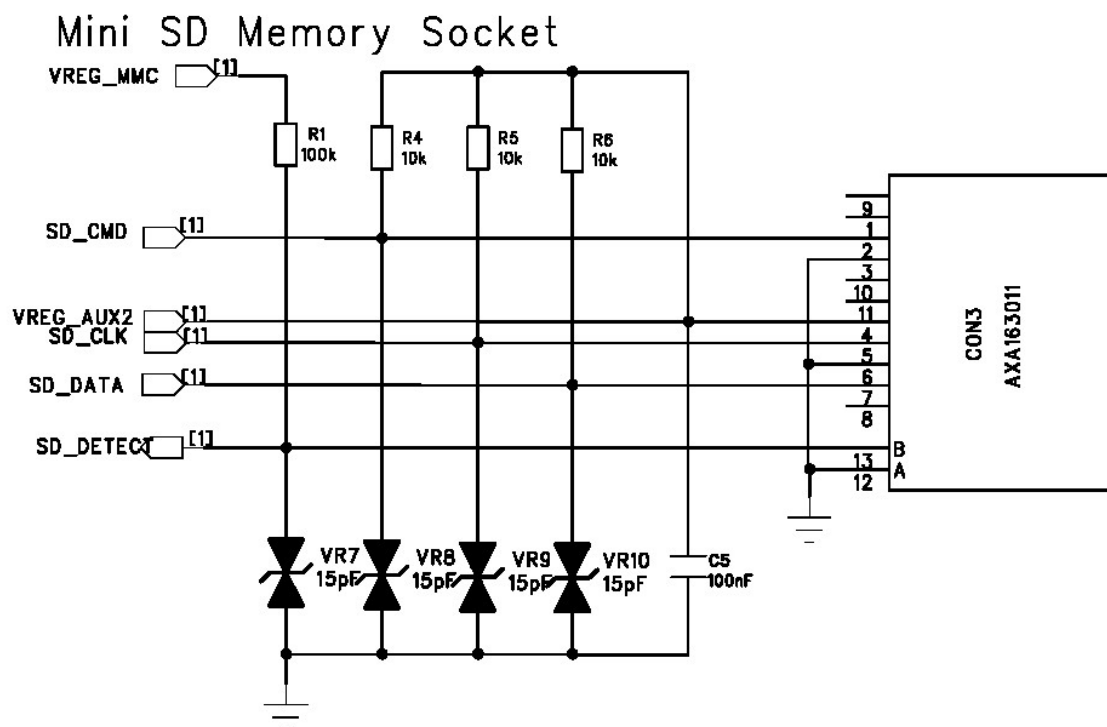 Mini SD Memory Socket
VREG_MMC [1]
R1
100k
R4
10k
R5
10k
R6
10k
SD_CMD [1]
VREG_AUX2 [1]
SD_CLK [1]
SD_DATA [1]
SD_DETECT [1]
9
1
2
3
10
11
4
5
6
7
8
B
13
A
12
CON3
AXA163011
VR7
15pF
VR8
15pF
VR9
15pF
VR10
15pF
C5
100nF